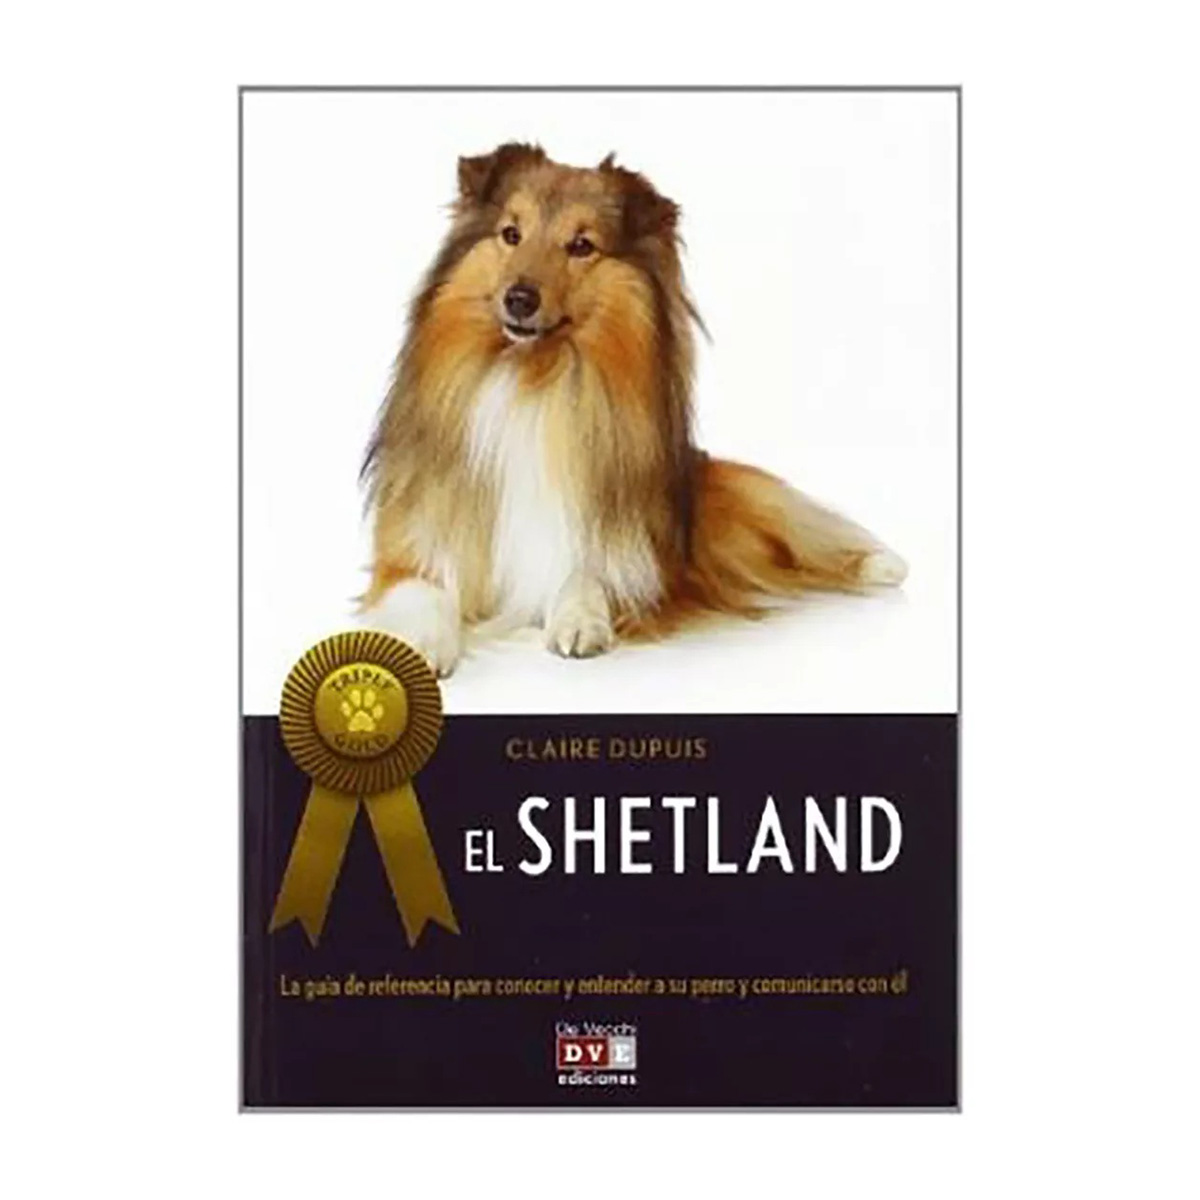 TRIPLE
GOLD
CLAIRE DUPUIS
EL SHETLAND
La guía de referencia para conocer y entender a su perro y comunicarse con él
De Vecchi
DVE
ediciones